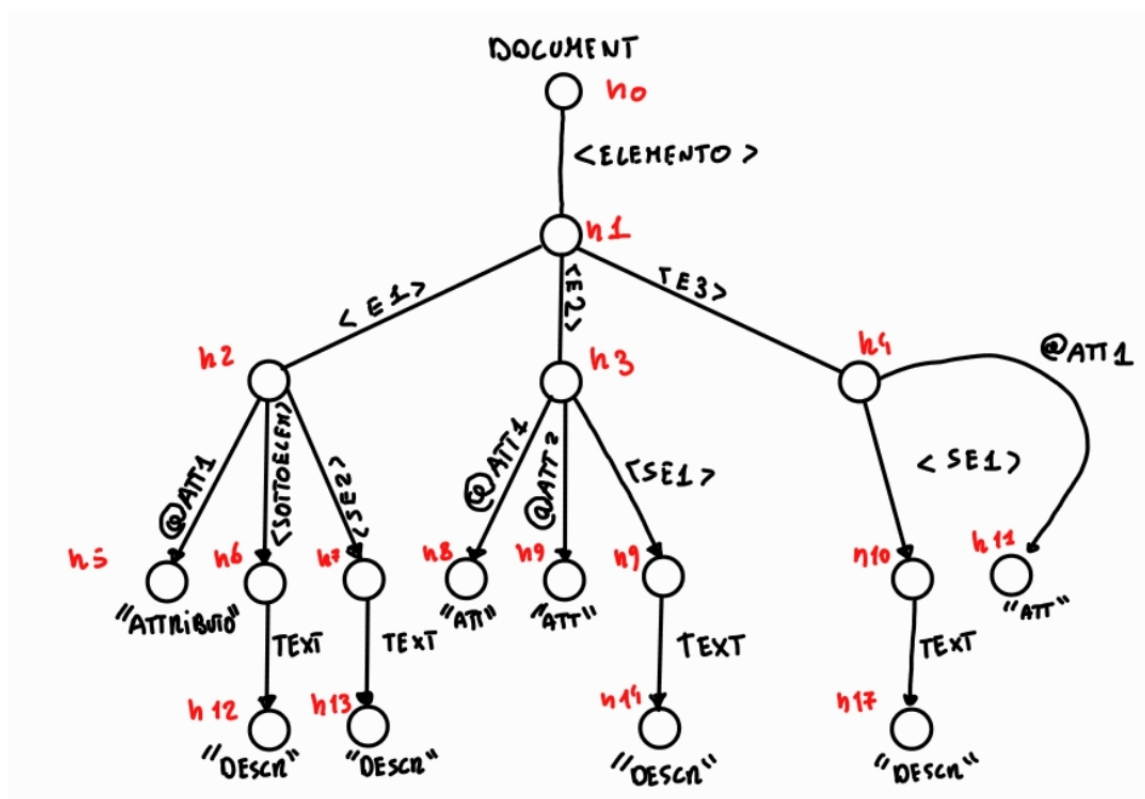 DOCUMENT
n0
<ELEMENTO>
n1
<E1>
<E2>
<E3>
n2
n3
n4
@ATT1
@ATT1
<SOTTOELEM>
<SE2>
@ATT1
@ATT2
<SE1>
<SE1>
n5
n6
n7
n8
n9
n9
n10
n11
"ATTRIBUTO"
"ATT"
"ATT"
"ATT"
TEXT
TEXT
TEXT
TEXT
n12
n13
n14
n17
"DESCR"
"DESCR"
"DESCR"
"DESCR"